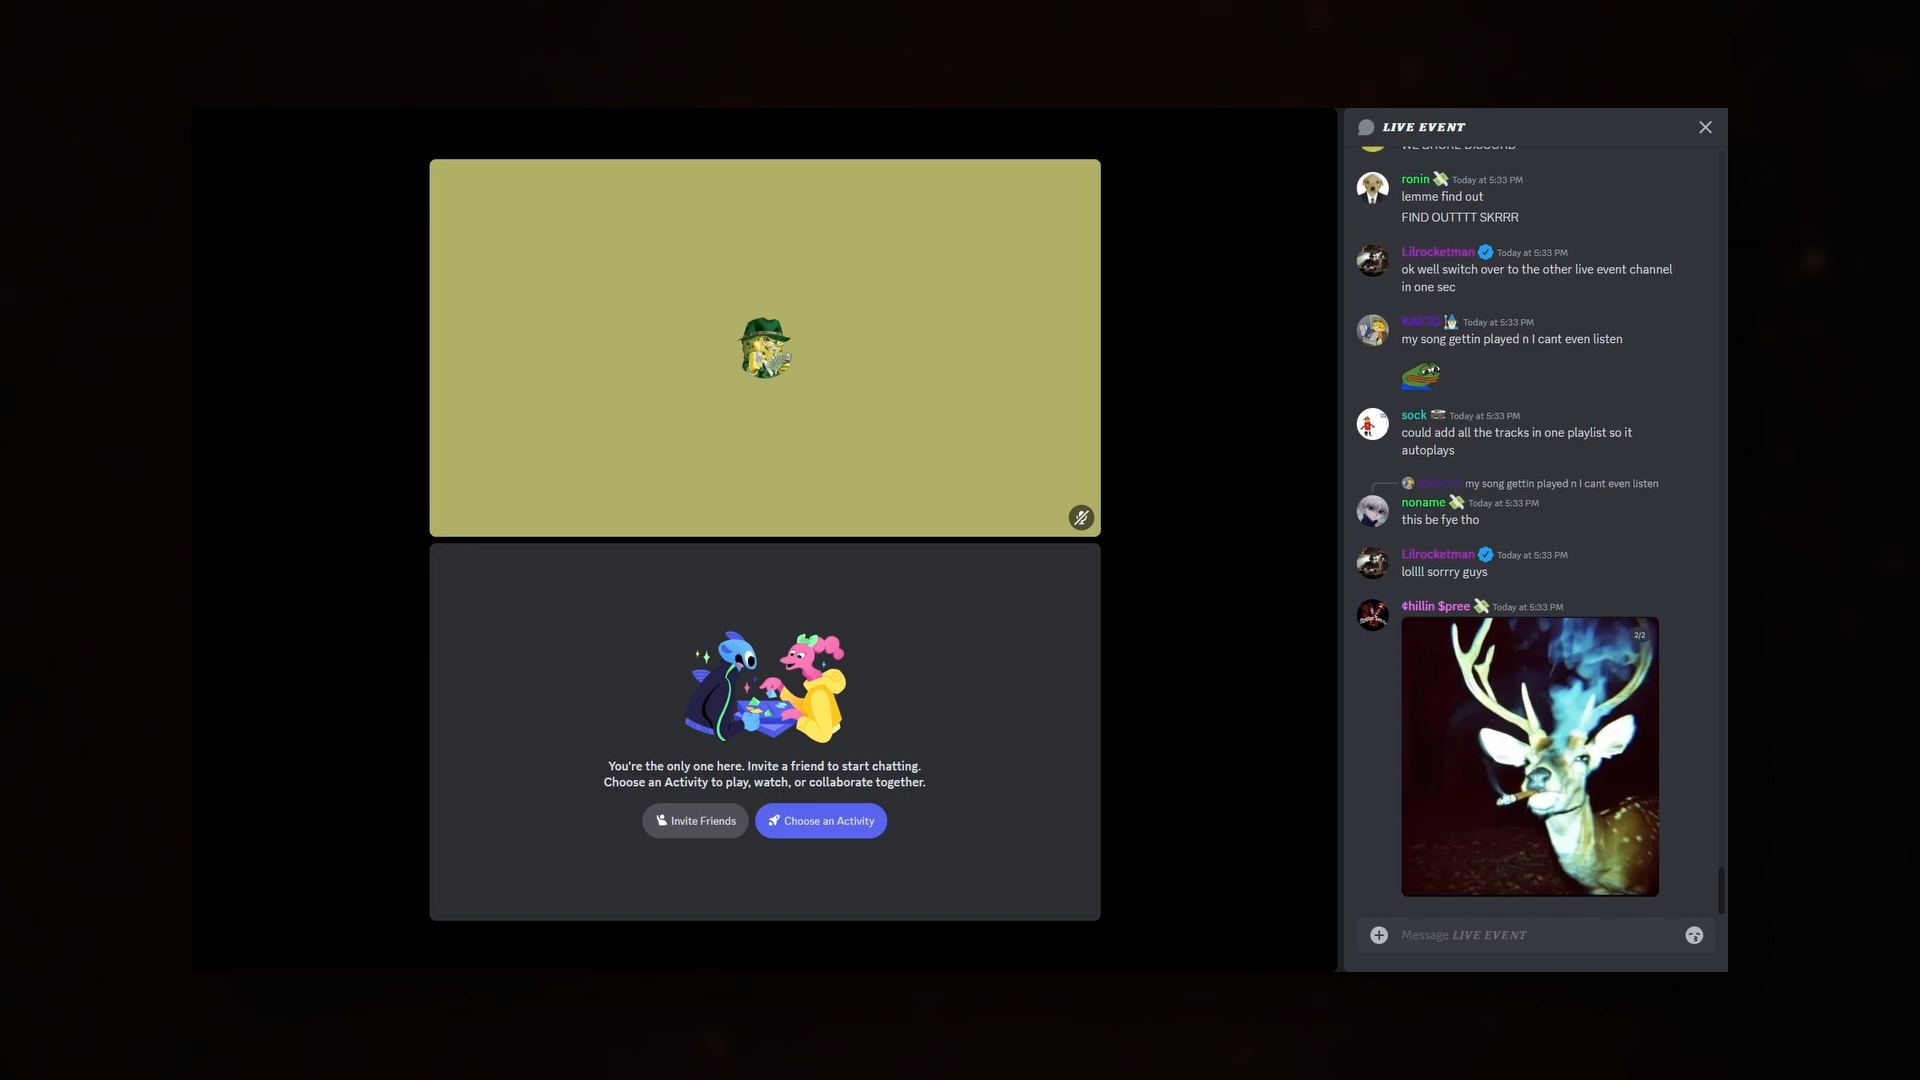 You're the only one here. Invite a friend to start chatting.
Choose an Activity to play, watch, or collaborate together.
Invite Friends
Choose an Activity
LIVE EVENT
WE BROKE DISCORD
ronin Today at 5:33 PM
lemme find out
FIND OUTTTT SKRRR
Lilrocketman Today at 5:33 PM
ok well switch over to the other live event channel
in one sec
Today at 5:33 PM
my song gettin played n I cant even listen
sock Today at 5:33 PM
could add all the tracks in one playlist so it
autoplays
my song gettin played n I cant even listen
noname Today at 5:33 PM
this be fye tho
Lilrocketman Today at 5:33 PM
lollll sorrry guys
¢hillin $pree Today at 5:33 PM
2/2
Message LIVE EVENT